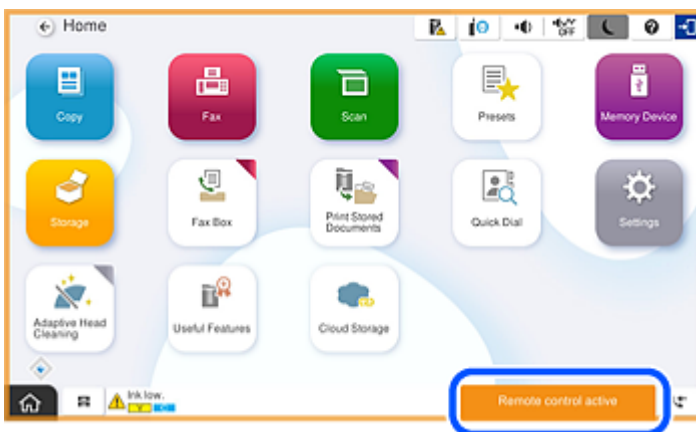 Home
OFF
Copy
Fax
Scan
Presets
Memory Device
Storage
Fax Box
Print Stored
Documents
Quick Dial
Settings
Adaptive Head
Cleaning
Useful Features
Cloud Storage
Ink low.
Remote control active